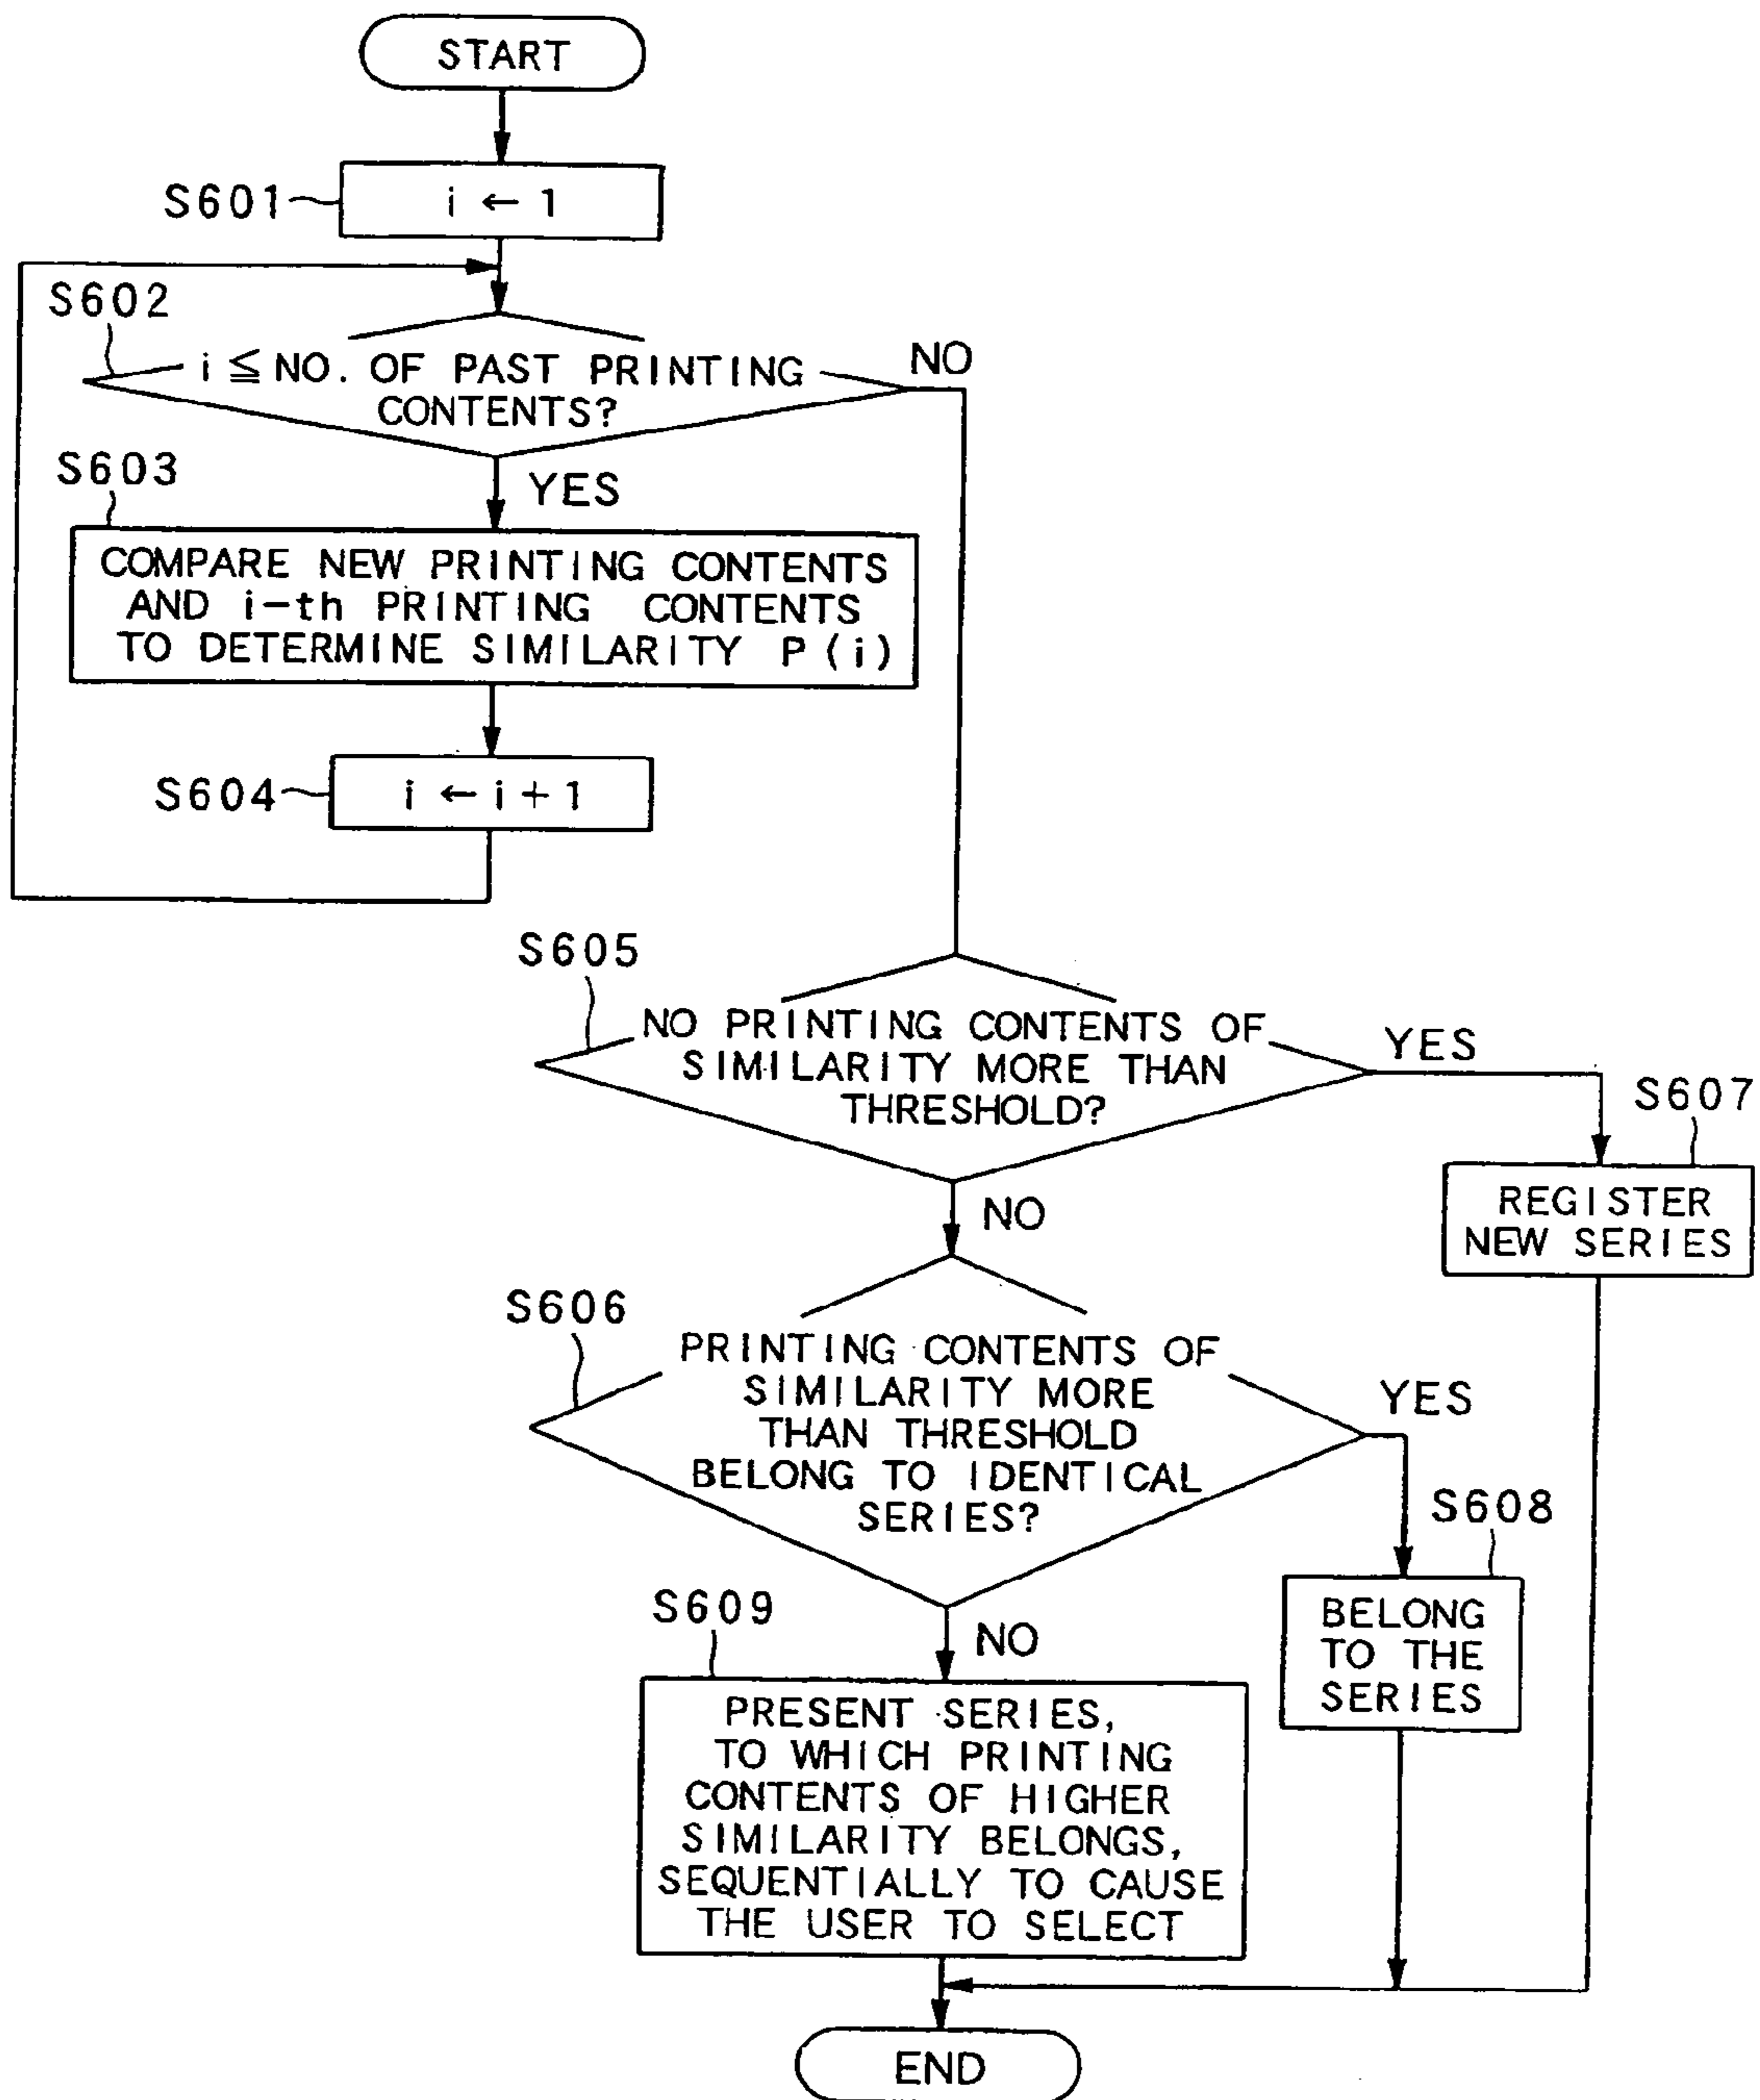 START
S601
i ← 1
S602
i ≦ NO. OF PAST PRINTING
CONTENTS?
NO
YES
S603
COMPARE NEW PRINTING CONTENTS
AND i-th PRINTING CONTENTS
TO DETERMINE SIMILARITY P (i)
S604
i ← i + 1
S605
NO PRINTING CONTENTS OF
SIMILARITY MORE THAN
THRESHOLD?
YES
NO
S607
REGISTER
NEW SERIES
S606
PRINTING CONTENTS OF
SIMILARITY MORE
THAN THRESHOLD
BELONG TO IDENTICAL
SERIES?
YES
NO
S608
BELONG
TO THE
SERIES
S609
PRESENT SERIES,
TO WHICH PRINTING
CONTENTS OF HIGHER
SIMILARITY BELONGS,
SEQUENTIALLY TO CAUSE
THE USER TO SELECT
END